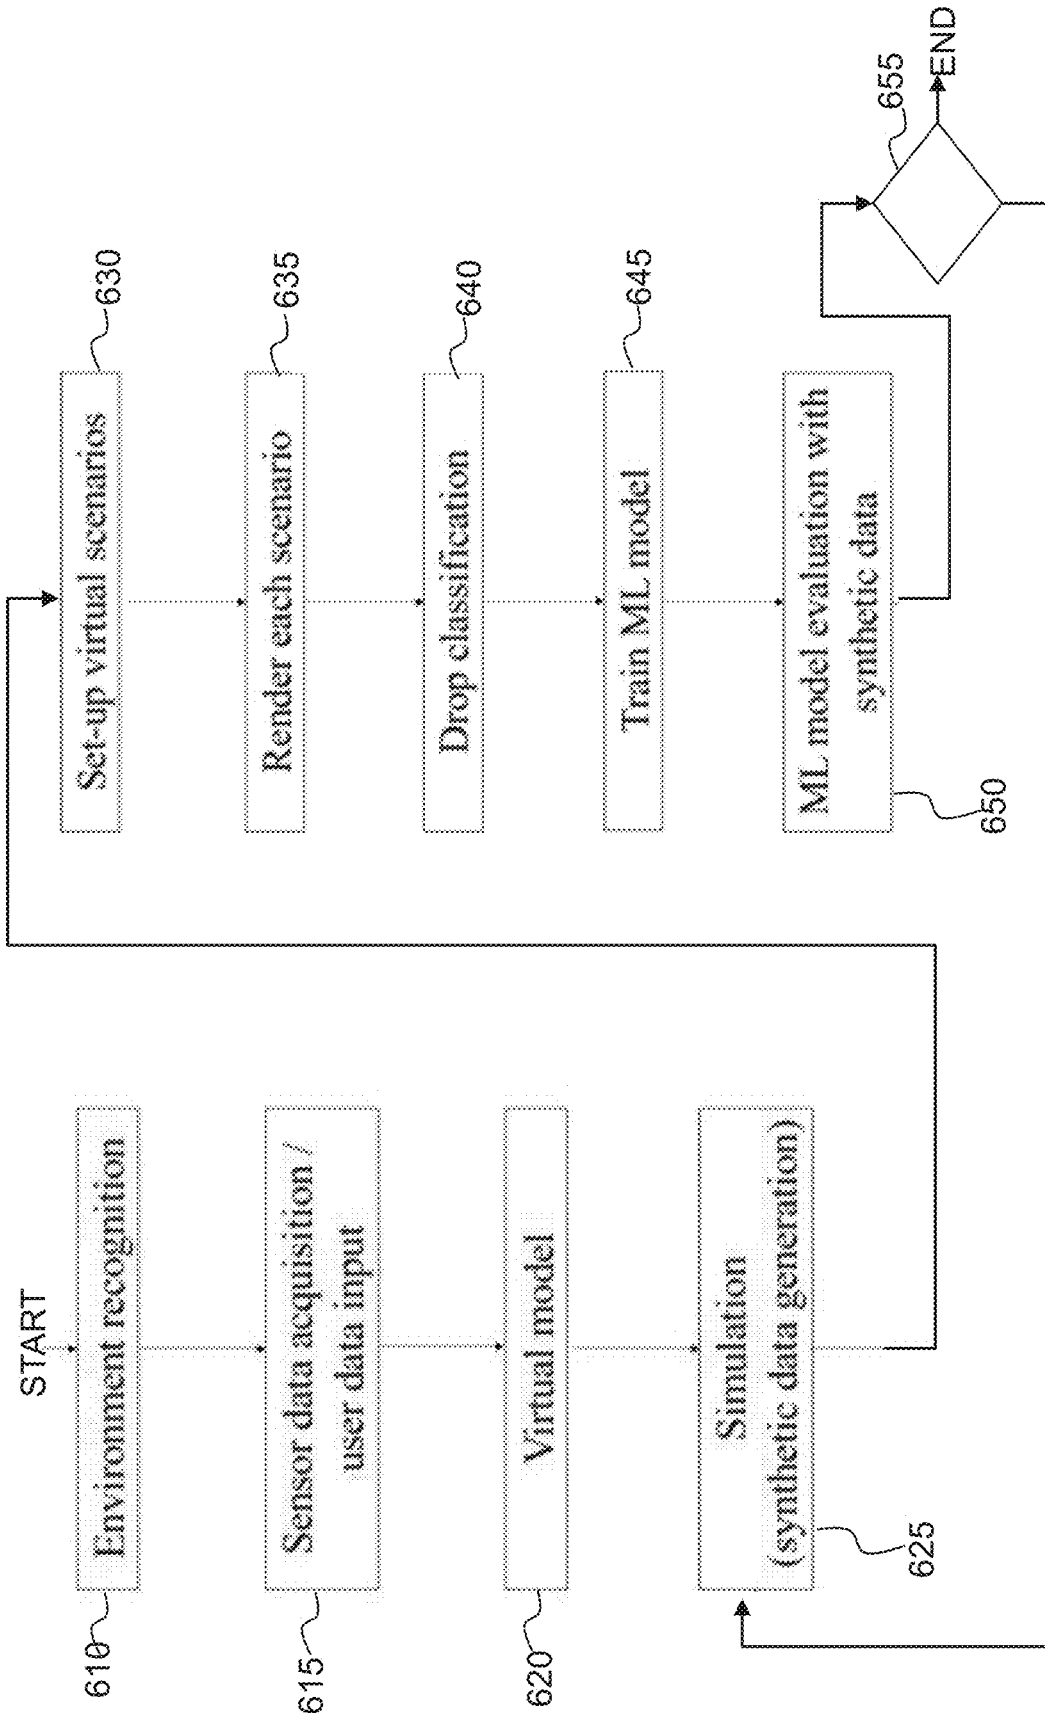 START
Environment recognition
610
Sensor data acquisition /
user data input
615
Virtual model
620
Simulation
(synthetic data generation)
625
Set-up virtual scenarios
630
Render each scenario
635
Drop classification
640
Train ML model
645
ML model evaluation with
synthetic data
650
655
END